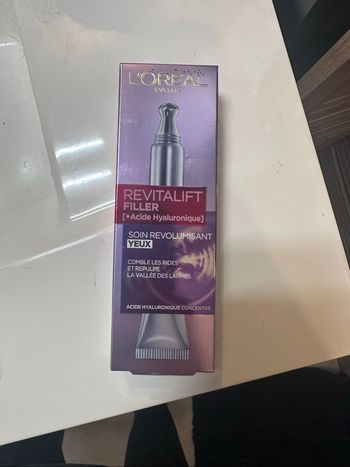 L'ORÉAL
PARIS
REVITALIFT
FILLER
[+Acide Hyaluronique]
SOIN REVOLUMISANT
YEUX
COMBLE LES RIDES
ET REPULPE
LA VALLÉE DES LARMES
ACIDE HYALURONIQUE CONCENTRÉ